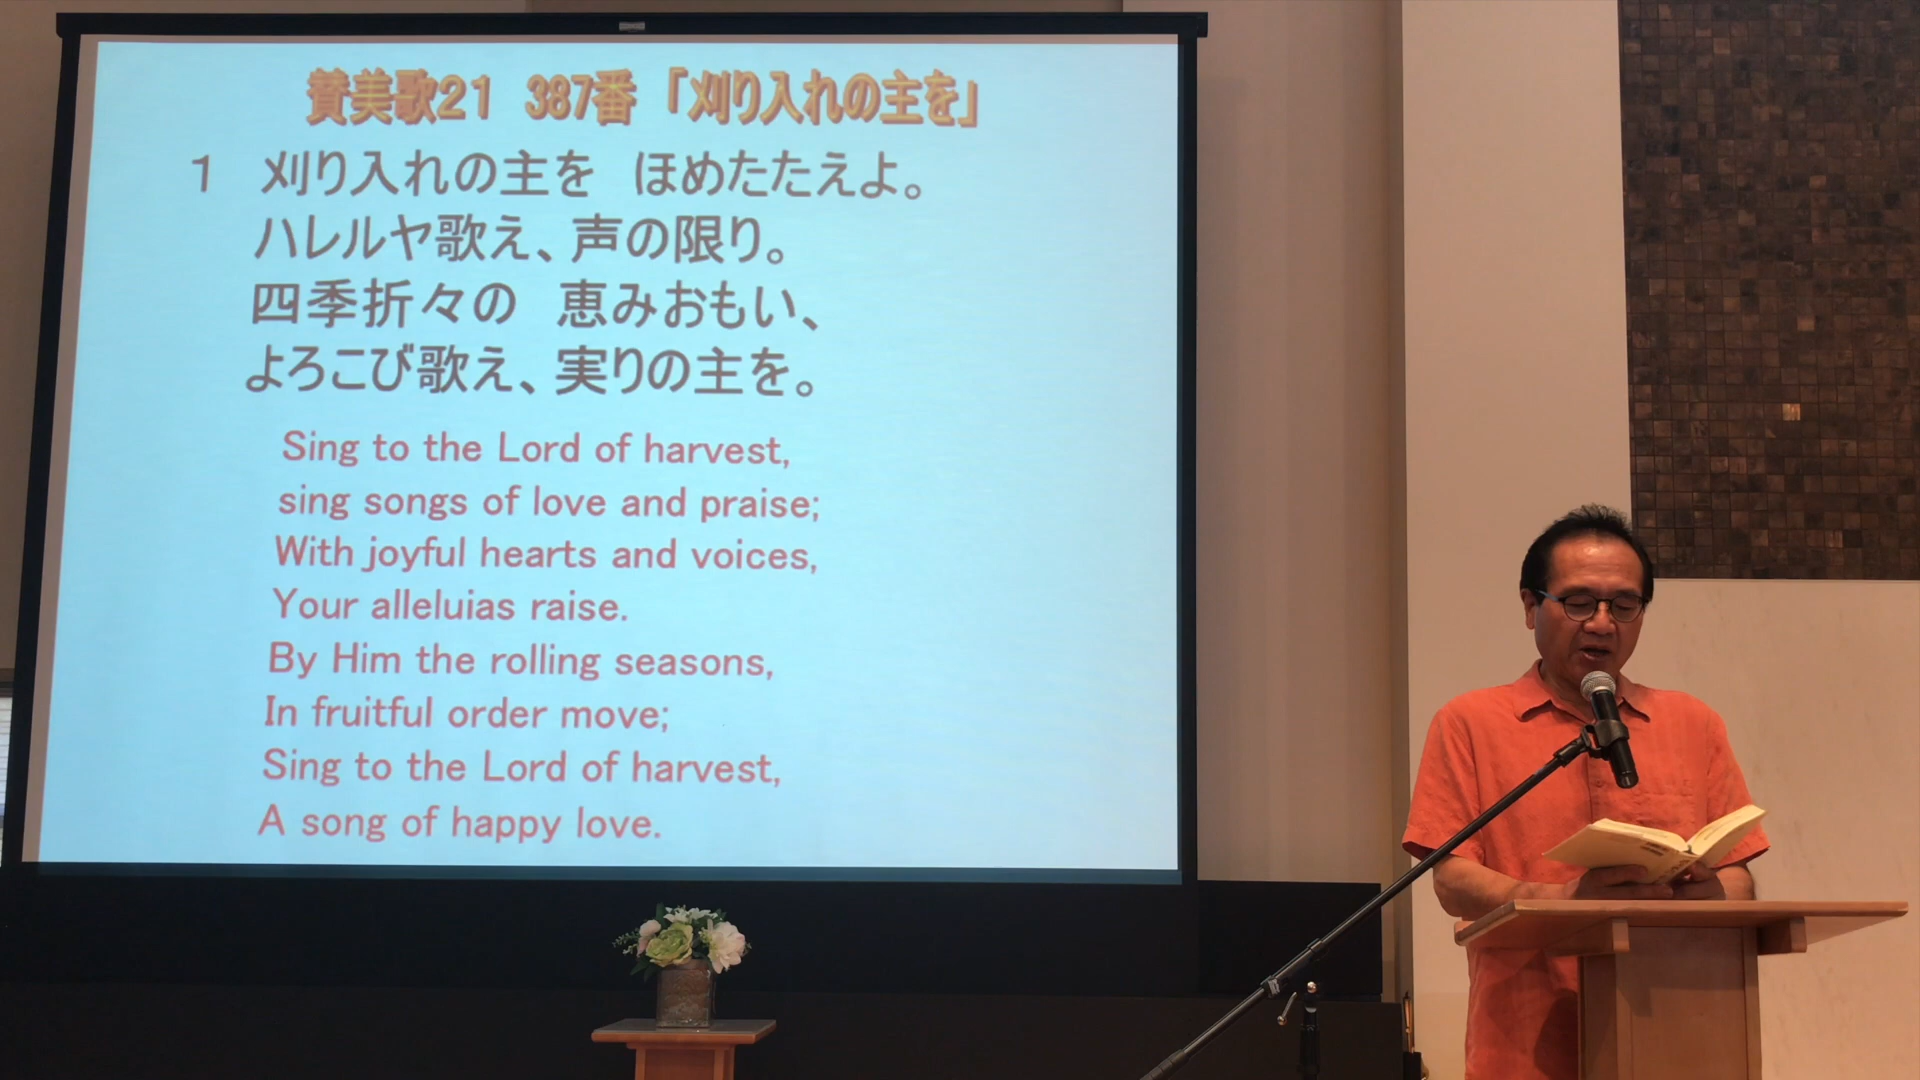 賛美歌21 387番 「刈り入れの主を」
1 刈り入れの主を ほめたたえよ。
ハレルヤ歌え、声の限り。
四季折々の 恵みおもい、
よろこび歌え、実りの主を。
Sing to the Lord of harvest,
sing songs of love and praise;
With joyful hearts and voices,
Your alleluias raise.
By Him the rolling seasons,
In fruitful order move;
Sing to the Lord of harvest,
A song of happy love.